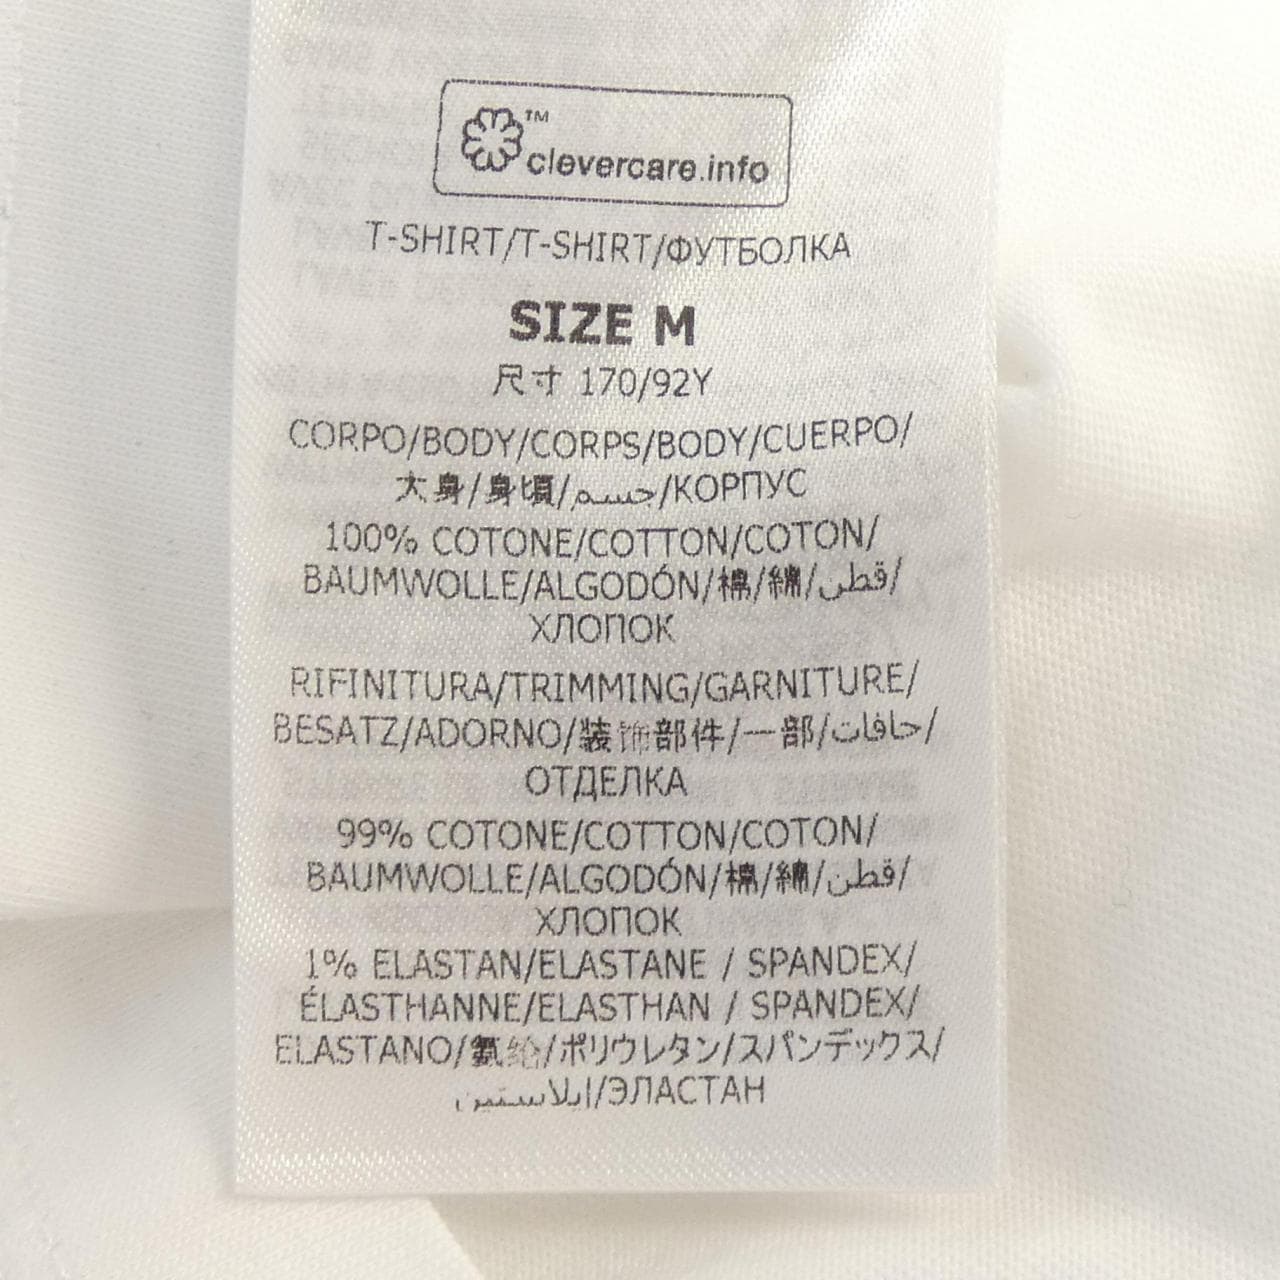 ™
clevercare.info
T-SHIRT/T-SHIRT/ФУТБОЛКА
SIZE M
尺寸 170/92Y
CORPO/BODY/CORPS/BODY/CUERPO/
大身/身頃/جسم/КОРПУС
100% COTONE/COTTON/COTON/
BAUMWOLLE/ALGODÓN/棉/綿/قطن/
ХЛОПОК
RIFINITURA/TRIMMING/GARNITURE/
BESATZ/ADORNO/装饰部件/一部/حافات/
ОТДЕЛКА
99% COTONE/COTTON/COTON/
BAUMWOLLE/ALGODÓN/棉/綿/قطن/
ХЛОПОК
1% ELASTAN/ELASTANE / SPANDEX/
ÉLASTHANNE/ELASTHAN / SPANDEX/
ELASTANO/氨纶/ポリウレタン/スパンデックス/
إيلاستين/ЭЛАСТАН